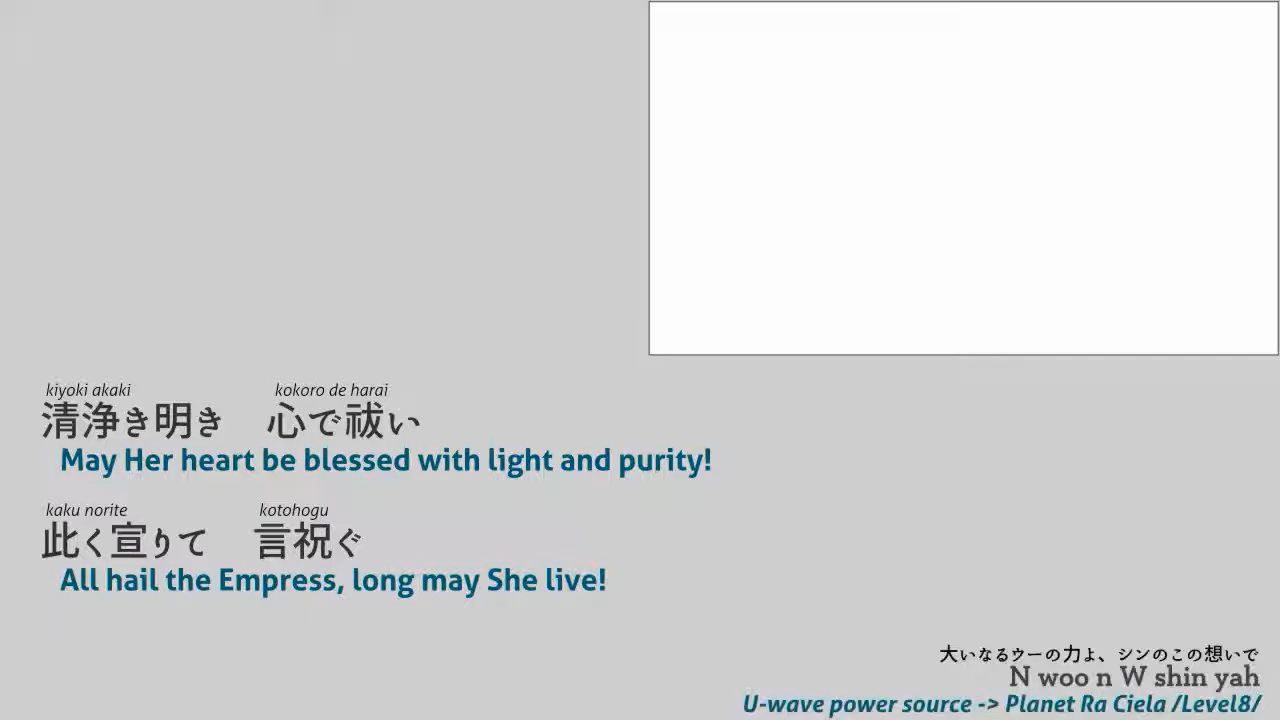 kiyoki akaki kokoro de harai
清浄き明き 心で祓い
May Her heart be blessed with light and purity!
kaku norite kotohogu
此く宣りて 言祝ぐ
All hail the Empress, long may She live!
大いなるウーの力よ、シンのこの想いで
N woo n W shin yah
U-wave power source -> Planet Ra Ciela /Level8/